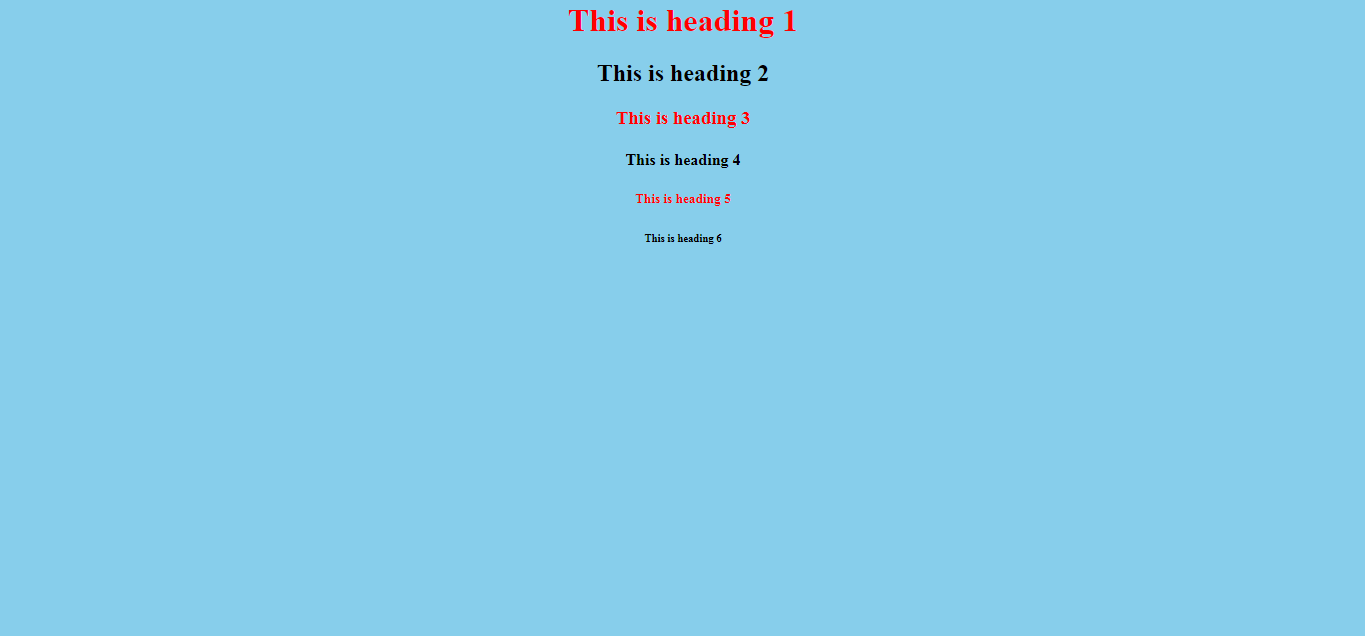 This is heading 1
This is heading 2
This is heading 3
This is heading 4
This is heading 5
This is heading 6